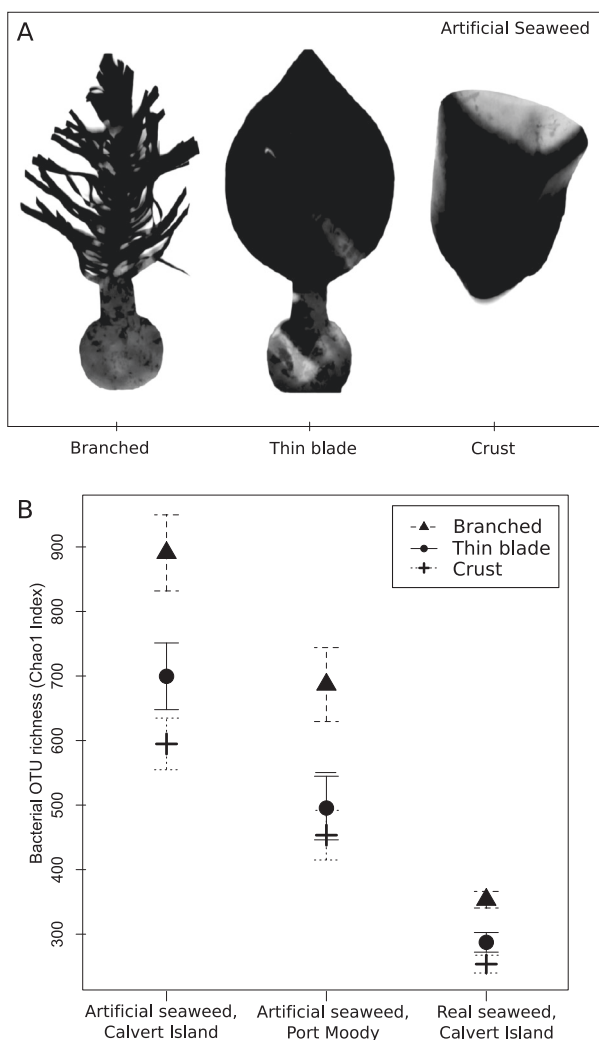 A
Artificial Seaweed
Branched
Thin blade
Crust
B
Bacterial OTU richness (Chao1 Index)
900
800
700
600
500
400
300
Branched
Thin blade
Crust
Artificial seaweed,
Calvert Island
Artificial seaweed,
Port Moody
Real seaweed,
Calvert Island